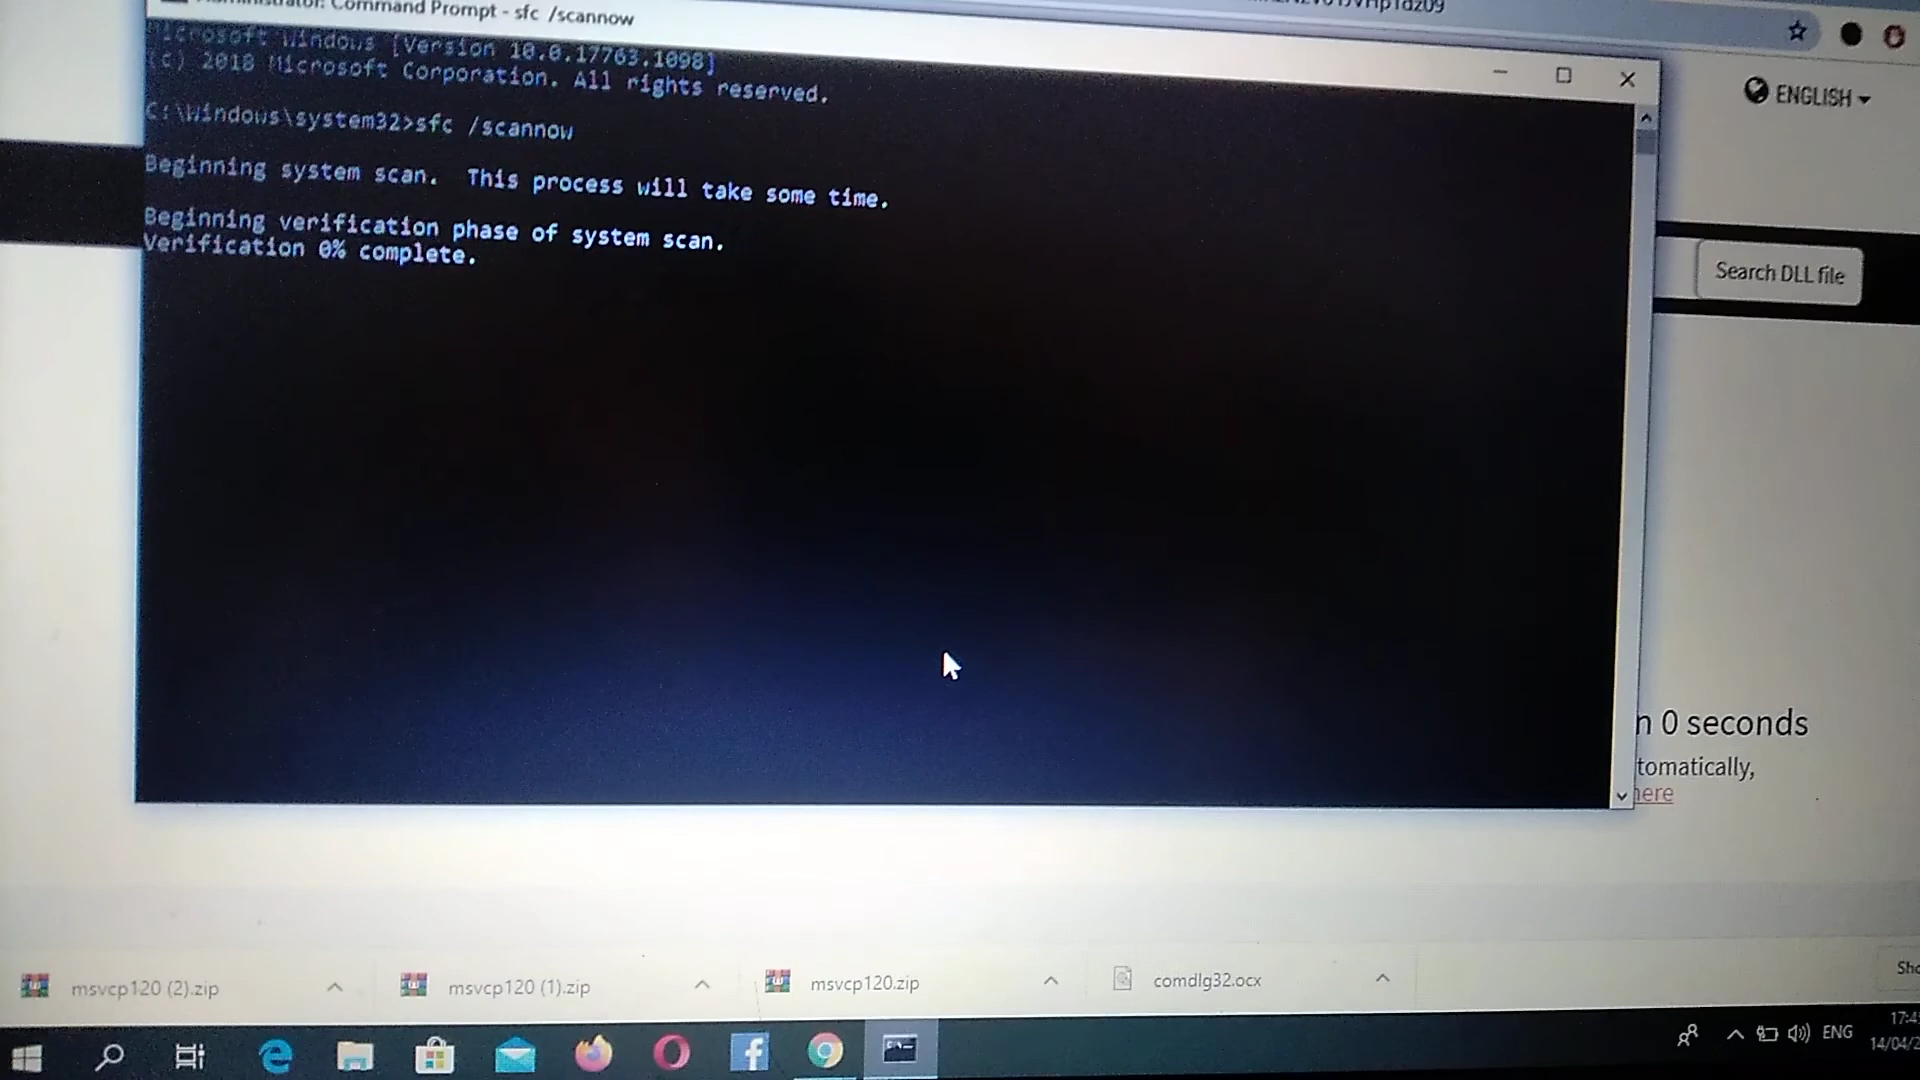 Command Prompt - sfc /scannow
Microsoft Windows [Version 10.0.17763.1098]
(c) 2018 Microsoft Corporation. All rights reserved.
C:\Windows\system32>sfc /scannow
Beginning system scan.  This process will take some time.
Beginning verification phase of system scan.
Verification 0% complete.
ENGLISH
Search DLL file
0 seconds
msvcp120 (2).zip
msvcp120 (1).zip
msvcp120.zip
comdlg32.ocx
ENG